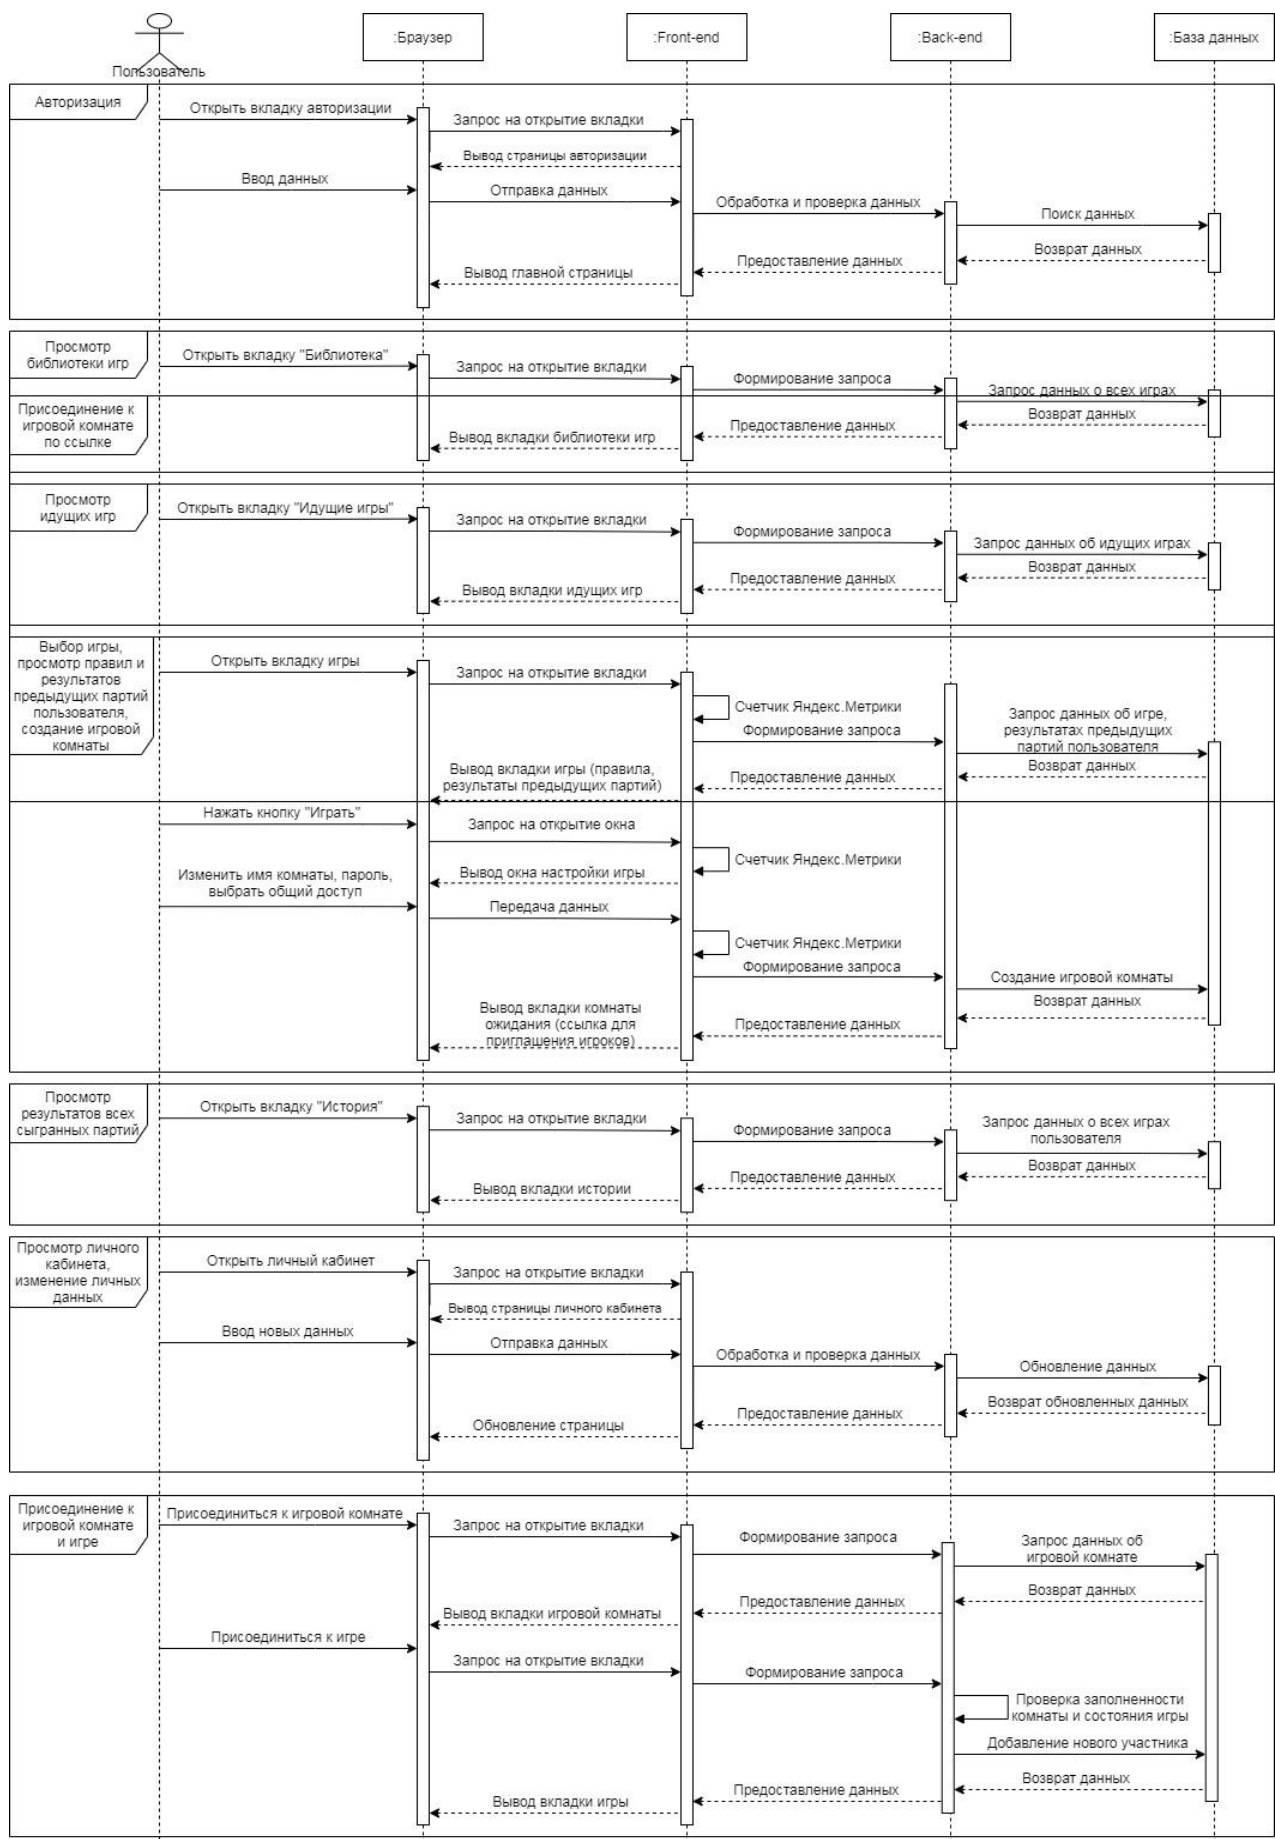 :Браузер
:Front-end
:Back-end
:База данных
Пользователь
Авторизация
Открыть вкладку авторизации
Запрос на открытие вкладки
Вывод страницы авторизации
Ввод данных
Отправка данных
Обработка и проверка данных
Поиск данных
Возврат данных
Предоставление данных
Вывод главной страницы
Просмотр
библиотеки игр
Открыть вкладку "Библиотека"
Запрос на открытие вкладки
Формирование запроса
Запрос данных о всех играх
Присоединение к
игровой комнате
по ссылке
Возврат данных
Предоставление данных
Вывод вкладки библиотеки игр
Просмотр
идущих игр
Открыть вкладку "Идущие игры"
Запрос на открытие вкладки
Формирование запроса
Запрос данных об идущих играх
Возврат данных
Предоставление данных
Вывод вкладки идущих игр
Выбор игры,
просмотр правил и
результатов
предыдущих партий
пользователя,
создание игровой
комнаты
Открыть вкладку игры
Запрос на открытие вкладки
Счетчик Яндекс.Метрики
Формирование запроса
Запрос данных об игре,
результатах предыдущих
партий пользователя
Возврат данных
Предоставление данных
Вывод вкладки игры (правила,
результаты предыдущих партий)
Нажать кнопку "Играть"
Запрос на открытие окна
Счетчик Яндекс.Метрики
Вывод окна настройки игры
Изменить имя комнаты, пароль,
выбрать общий доступ
Передача данных
Счетчик Яндекс.Метрики
Формирование запроса
Создание игровой комнаты
Возврат данных
Предоставление данных
Вывод вкладки комнаты
ожидания (ссылка для
приглашения игроков)
Просмотр
результатов всех
сыгранных партий
Открыть вкладку "История"
Запрос на открытие вкладки
Формирование запроса
Запрос данных о всех играх
пользователя
Возврат данных
Предоставление данных
Вывод вкладки истории
Просмотр личного
кабинета,
изменение личных
данных
Открыть личный кабинет
Запрос на открытие вкладки
Вывод страницы личного кабинета
Ввод новых данных
Отправка данных
Обработка и проверка данных
Обновление данных
Возврат обновленных данных
Предоставление данных
Обновление страницы
Присоединение к
игровой комнате
и игре
Присоединиться к игровой комнате
Запрос на открытие вкладки
Формирование запроса
Запрос данных об
игровой комнате
Возврат данных
Предоставление данных
Вывод вкладки игровой комнаты
Присоединиться к игре
Запрос на открытие вкладки
Формирование запроса
Проверка заполненности
комнаты и состояния игры
Добавление нового участника
Возврат данных
Предоставление данных
Вывод вкладки игры